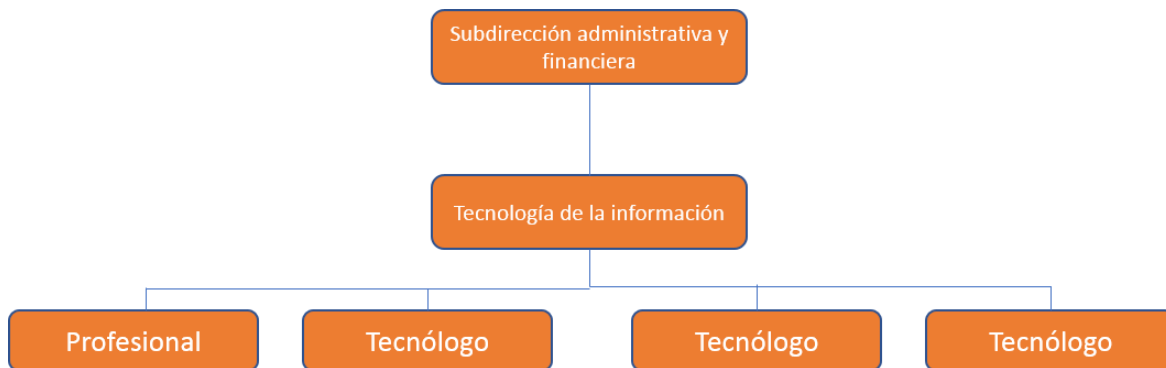 Subdirección administrativa y
financiera
Tecnología de la información
Profesional
Tecnólogo
Tecnólogo
Tecnólogo